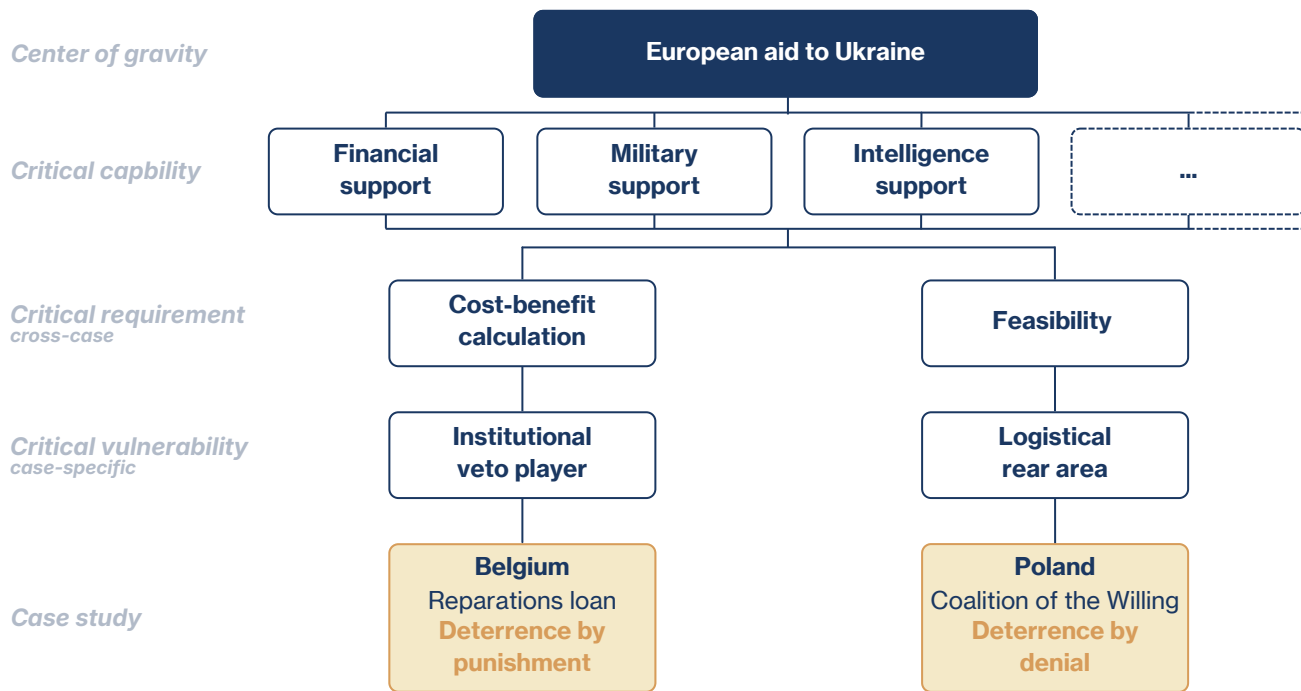 Center of gravity
European aid to Ukraine
Critical capbility
Financial
support
Military
support
Intelligence
support
...
Critical requirement
cross-case
Cost-benefit
calculation
Feasibility
Critical vulnerability
case-specific
Institutional
veto player
Logistical
rear area
Case study
Belgium
Reparations loan
Deterrence by
punishment
Poland
Coalition of the Willing
Deterrence by
denial